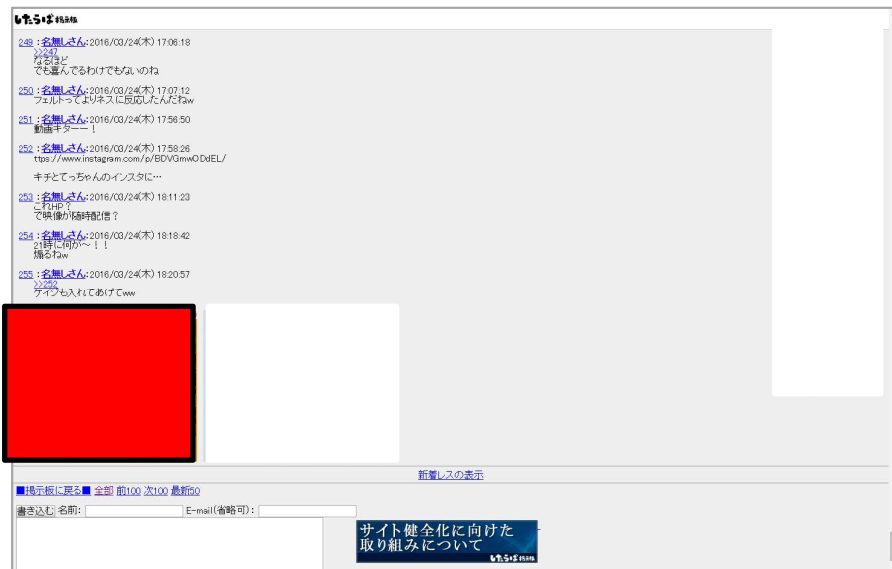 したらば 掲示板
249 :名無しさん:2016/03/24(木) 17:06:18
>>247
なるほど
でも喜んでるわけでもないのね
250 :名無しさん:2016/03/24(木) 17:07:12
フェルトってよりネスに反応したんだねw
251 :名無しさん:2016/03/24(木) 17:56:50
動画キターー!
252 :名無しさん:2016/03/24(木) 17:58:26
ttps://www.instagram.com/p/BDVGmwODdEL/
キチとてっちゃんのインスタに…
253 :名無しさん:2016/03/24(木) 18:11:23
これHP?
で映像が随時配信?
254 :名無しさん:2016/03/24(木) 18:18:42
21時に何が~!!
煽るねw
255 :名無しさん:2016/03/24(木) 18:20:57
>>252
ケインも入れてあげてww
新着レスの表示
■掲示板に戻る■ 全部 前100 次100 最新50
書き込む 名前: E-mail(省略可):
サイト健全化に向けた
取り組みについて
したらば 掲示板